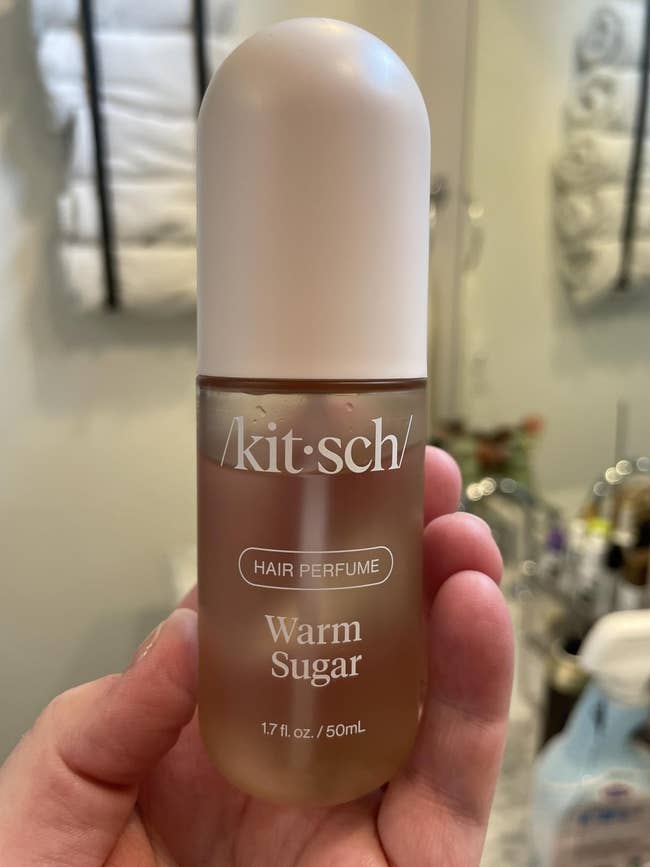 /kit·sch/
HAIR PERFUME
Warm
Sugar
1.7 fl. oz. / 50mL